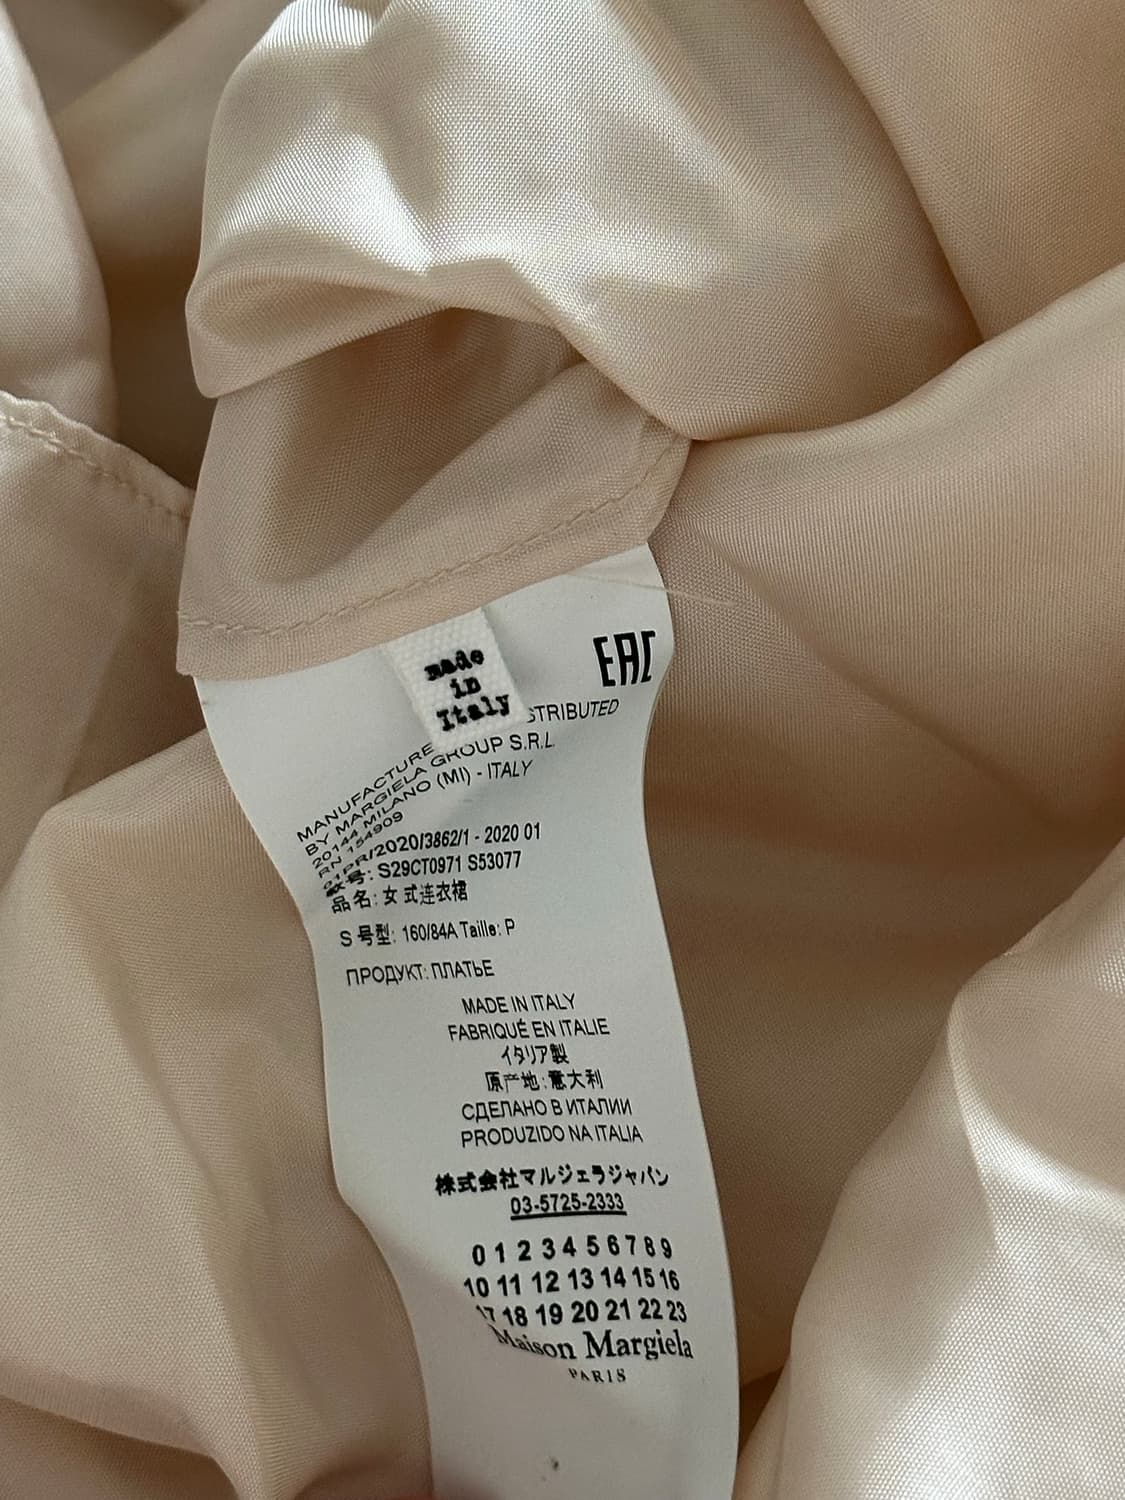 made
in
Italy
EAC
MANUFACTURE STRIBUTED
BY MARGIELA GROUP S.R.L.
20144 MILANO (MI) - ITALY
RN 154909
01PR/2020/3862/1 - 2020 01
款号: S29CT0971 S53077
品名: 女式连衣裙
S 号型: 160/84A Taille: P
ПРОДУКТ: ПЛАТЬЕ
MADE IN ITALY
FABRIQUÉ EN ITALIE
イタリア製
原产地: 意大利
СДЕЛАНО В ИТАЛИИ
PRODUZIDO NA ITALIA
株式会社マルジェラジャパン
03-5725-2333
0 1 2 3 4 5 6 7 8 9
10 11 12 13 14 15 16
17 18 19 20 21 22 23
Maison Margiela
PARIS